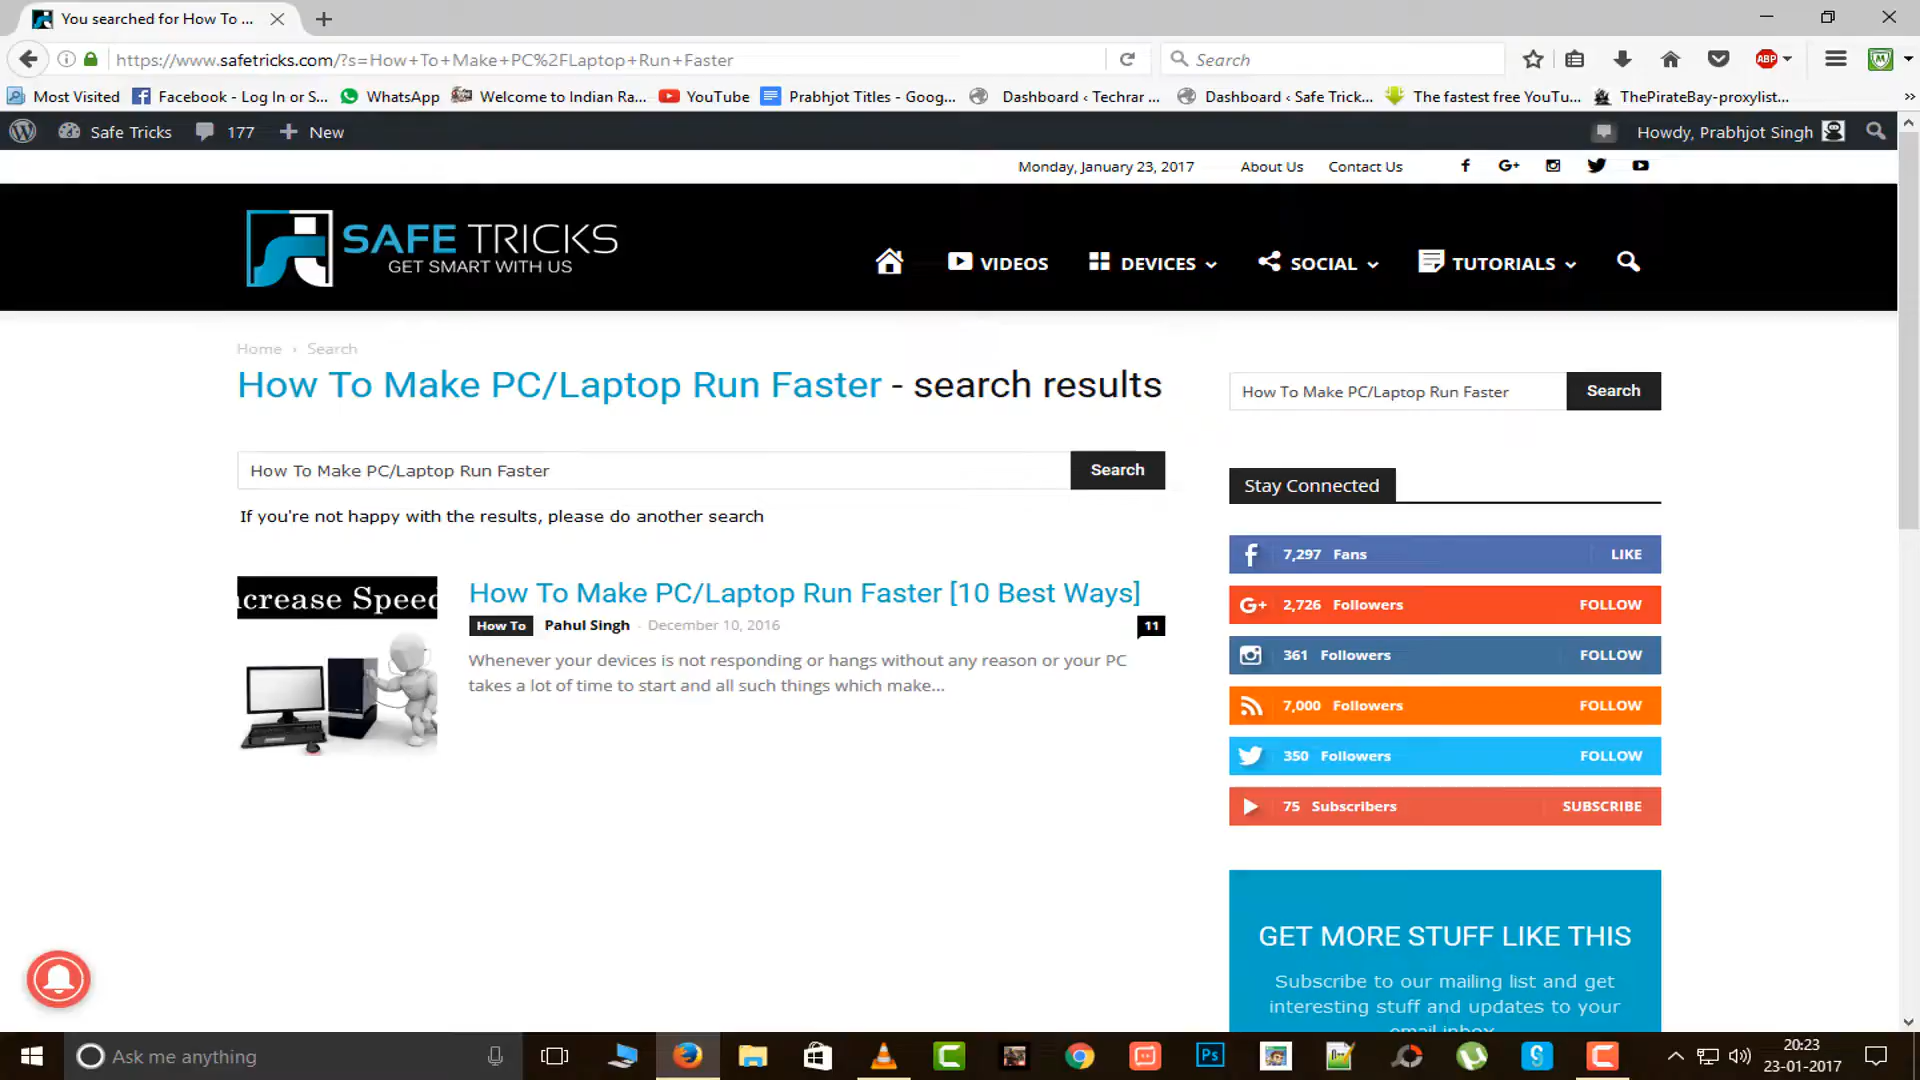 You searched for How To ...
https://www.safetricks.com/?s=How+To+Make+PC%2FLaptop+Run+Faster
Search
ABP
Most Visited
Facebook - Log In or S...
WhatsApp
Welcome to Indian Ra...
YouTube
Prabhjot Titles - Goog...
Dashboard ‹ Techrar ...
Dashboard ‹ Safe Trick...
The fastest free YouTu...
ThePirateBay-proxylist...
Safe Tricks
177
New
Howdy, Prabhjot Singh
Monday, January 23, 2017
About Us
Contact Us
SAFE TRICKS
GET SMART WITH US
VIDEOS
DEVICES
SOCIAL
TUTORIALS
Home › Search
How To Make PC/Laptop Run Faster - search results
How To Make PC/Laptop Run Faster
Search
If you're not happy with the results, please do another search
ncrease Speed
How To Make PC/Laptop Run Faster [10 Best Ways]
How To Pahul Singh - December 10, 2016
11
Whenever your devices is not responding or hangs without any reason or your PC
takes a lot of time to start and all such things which make...
How To Make PC/Laptop Run Faster
Search
Stay Connected
7,297 Fans LIKE
G+ 2,726 Followers FOLLOW
361 Followers FOLLOW
7,000 Followers FOLLOW
350 Followers FOLLOW
75 Subscribers SUBSCRIBE
GET MORE STUFF LIKE THIS
Subscribe to our mailing list and get
interesting stuff and updates to your
email inbox
Ask me anything
Ps
20:23
23-01-2017